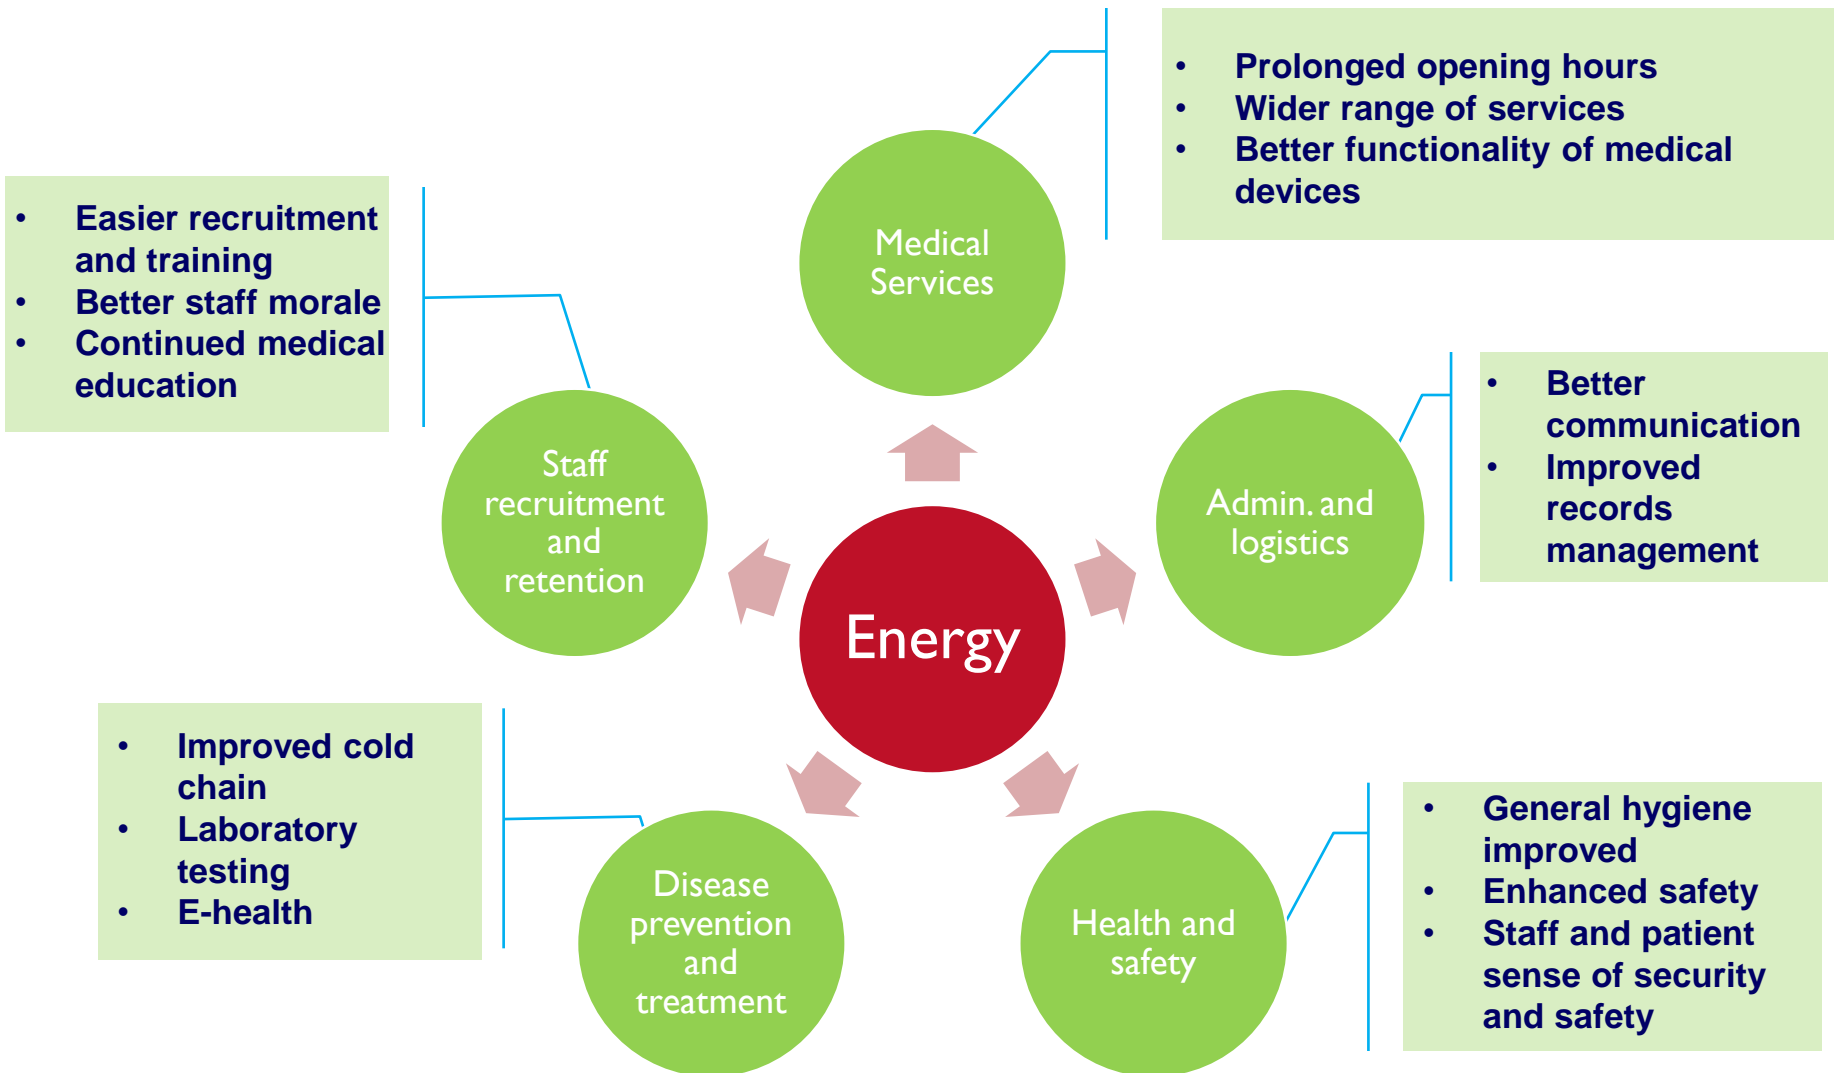 • Prolonged opening hours
• Wider range of services
• Better functionality of medical
devices
Medical
Services
• Easier recruitment
and training
• Better staff morale
• Continued medical
education
Staff
recruitment
and
retention
• Better
communication
• Improved
records
management
Admin. and
logistics
Energy
• Improved cold
chain
• Laboratory
testing
• E-health
Disease
prevention
and
treatment
• General hygiene
improved
• Enhanced safety
• Staff and patient
sense of security
and safety
Health and
safety